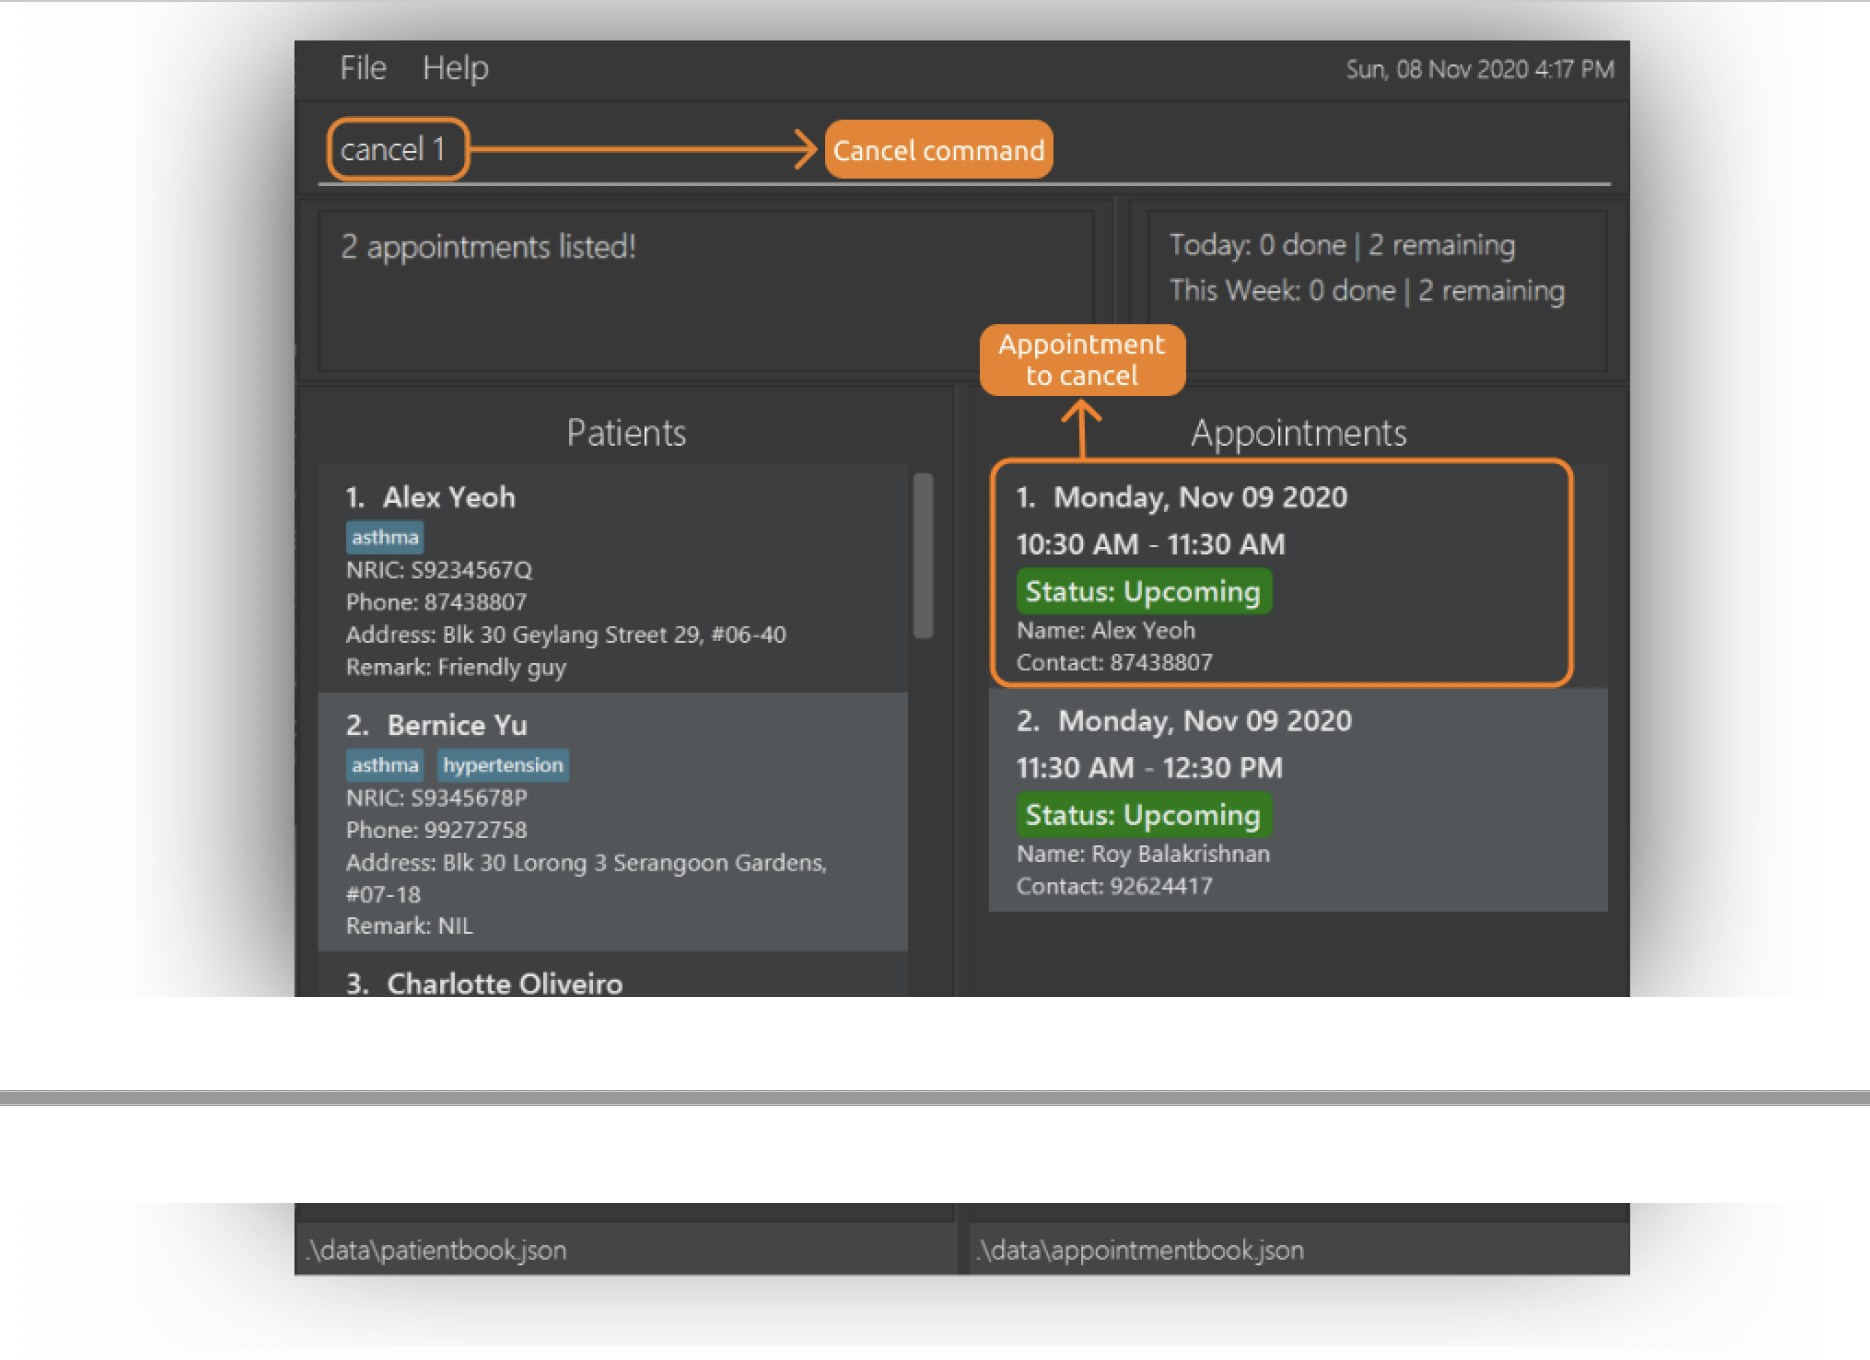 File Help
Sun, 08 Nov 2020 4:17 PM
cancel 1
Cancel command
2 appointments listed!
Today: 0 done | 2 remaining
This Week: 0 done | 2 remaining
Appointment
to cancel
Patients
1. Alex Yeoh
asthma
NRIC: S9234567Q
Phone: 87438807
Address: Blk 30 Geylang Street 29, #06-40
Remark: Friendly guy
2. Bernice Yu
asthma hypertension
NRIC: S9345678P
Phone: 99272758
Address: Blk 30 Lorong 3 Serangoon Gardens,
#07-18
Remark: NIL
3. Charlotte Oliveiro
Appointments
1. Monday, Nov 09 2020
10:30 AM - 11:30 AM
Status: Upcoming
Name: Alex Yeoh
Contact: 87438807
2. Monday, Nov 09 2020
11:30 AM - 12:30 PM
Status: Upcoming
Name: Roy Balakrishnan
Contact: 92624417
.\data\patientbook.json
.\data\appointmentbook.json